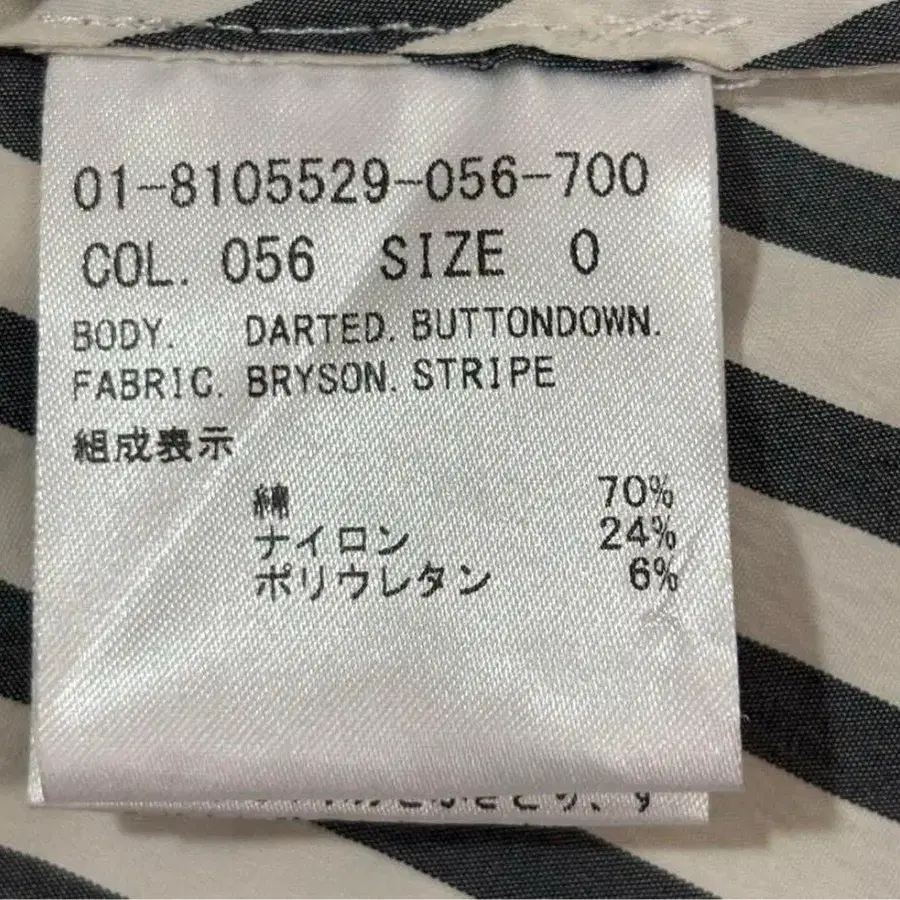 01-8105529-056-700
COL. 056 SIZE 0
BODY. DARTED. BUTTONDOWN.
FABRIC. BRYSON. STRIPE
組成表示
綿 70%
ナイロン 24%
ポリウレタン 6%